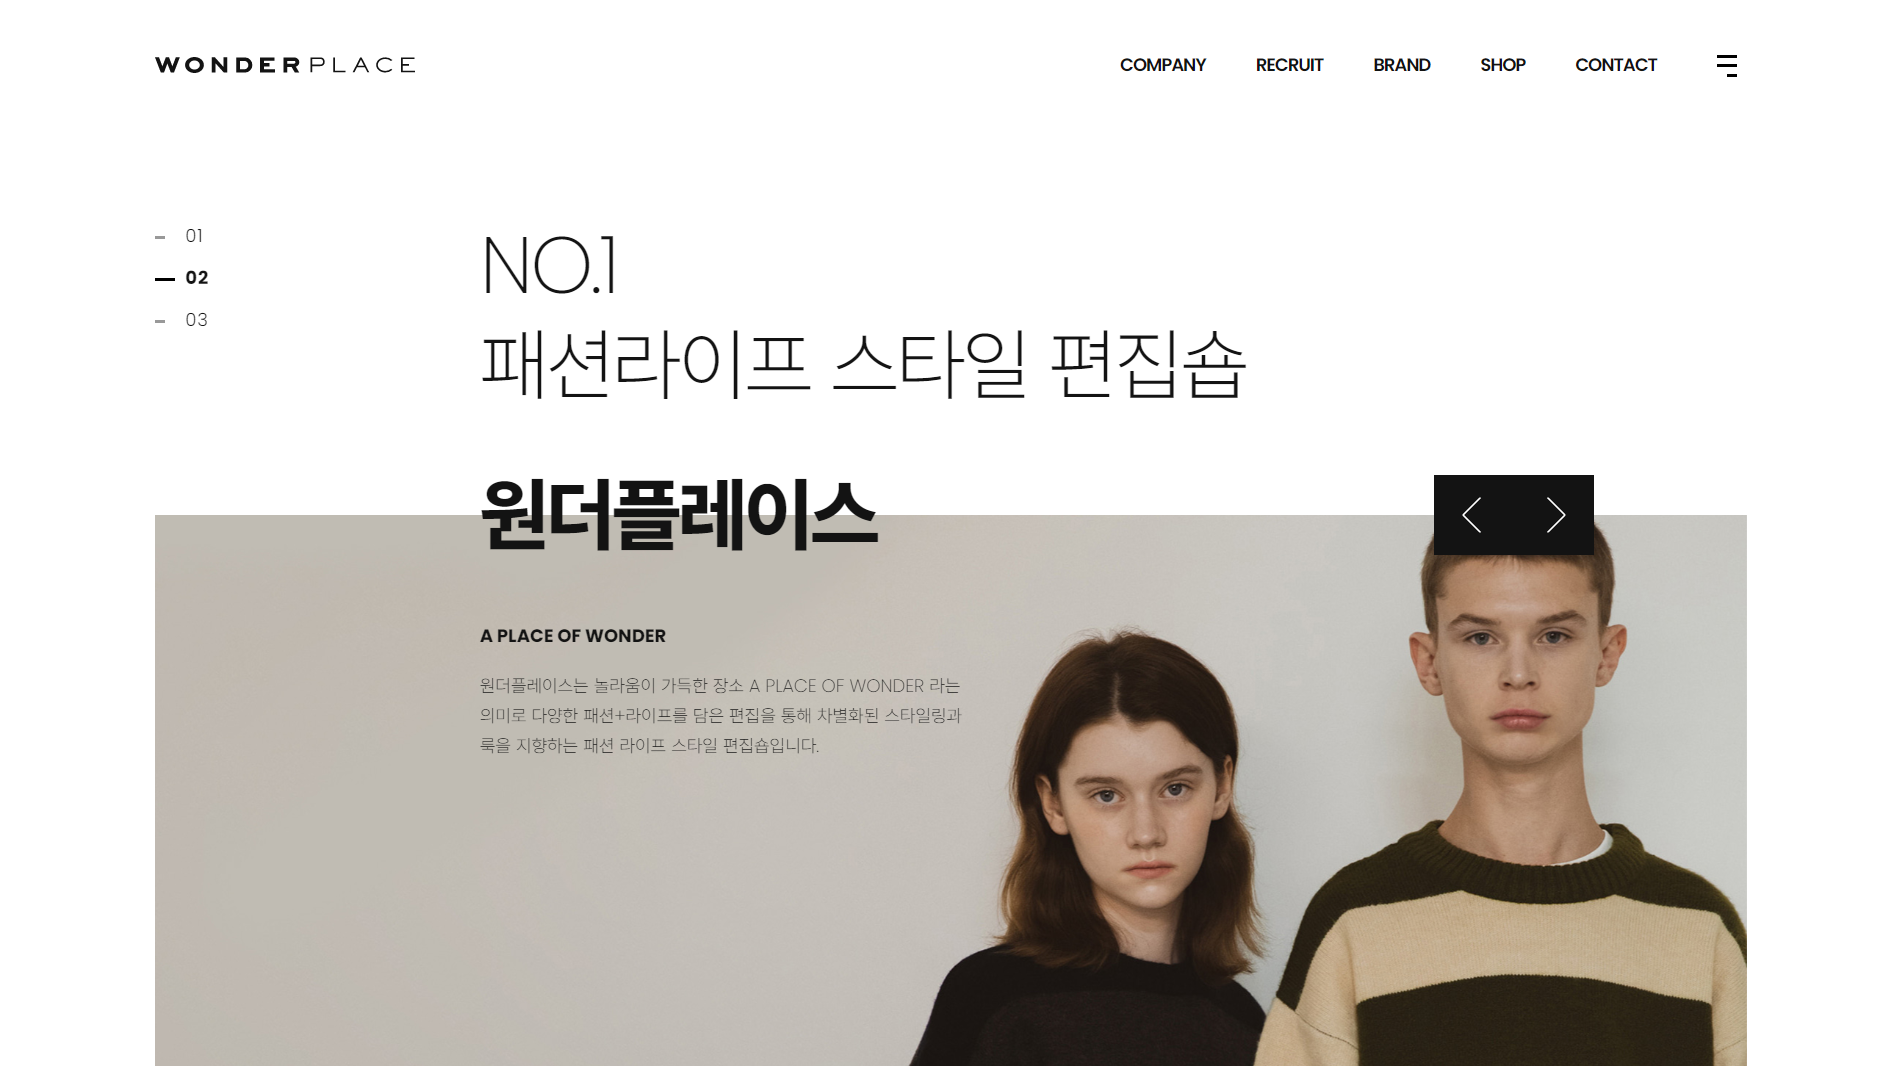 WONDER PLACE
COMPANY RECRUIT BRAND SHOP CONTACT
01
02
03
NO.1
패션라이프 스타일 편집숍
원더플레이스
A PLACE OF WONDER
원더플레이스는 놀라움이 가득한 장소 A PLACE OF WONDER 라는
의미로 다양한 패션+라이프를 담은 편집을 통해 차별화된 스타일링과
룩을 지향하는 패션 라이프 스타일 편집숍입니다.